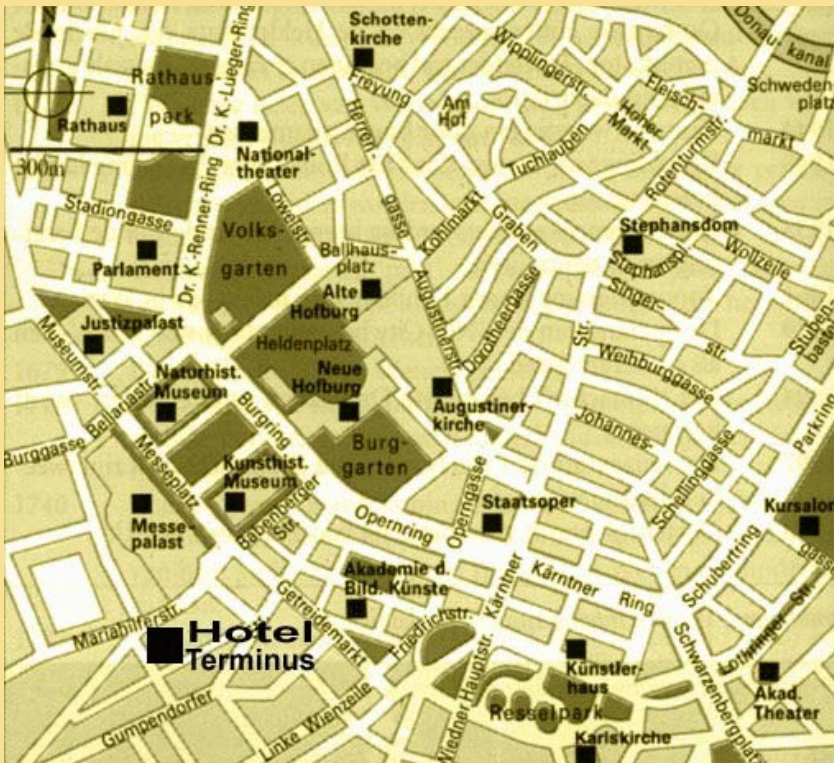 N
Schotten-
kirche
Donau-kanal
Rathaus-
park
Rathaus
Dr. K.-Lueger-Ring
Freyung
Wipplingerstr.
Fleisch-
markt
Schweden-
platz
Am
Hof
Hoher
Markt-
300m
National-
theater
Herren-
gasse
Tuchlauben
Rotenturmstr.
Stadiongasse
Löwelstr.
Kohlmarkt
Graben
Stephansdom
Stephanspl.
Wollzeile
Volks-
garten
Dr. K.-Renner-Ring
Parlament
Ballhaus-
platz
Alte
Hofburg
Augustinerstr.
Dorotheergasse
Singer-
str.
Stuben-
bastei
Museumstr.
Justizpalast
Heldenplatz
Str.
Weihburggasse
Naturhist.
Museum
Neue
Hofburg
Augustiner-
kirche
Johannes-
gasse
Burggasse
Bellariastr.
Burgring
Parkring
Messeplatz
Kunsthist.
Museum
Burg-
garten
Schellinggasse
Messe-
palast
Babenberger
Str.
Opernring
Operngasse
Staatsoper
Kursalon
Schubertring
Akademie d.
Bild. Künste
Kärntner
Kärntner Ring
Mariahilferstr.
Getreidemarkt
Friedrichstr.
Hotel
Terminus
Künstler-
haus
Lothringer-Str.
Schwarzenbergplatz
Akad.
Theater
Gumpendorfer
Linke Wienzeile
Wiedner Hauptstr.
Resselpark
Karlskirche